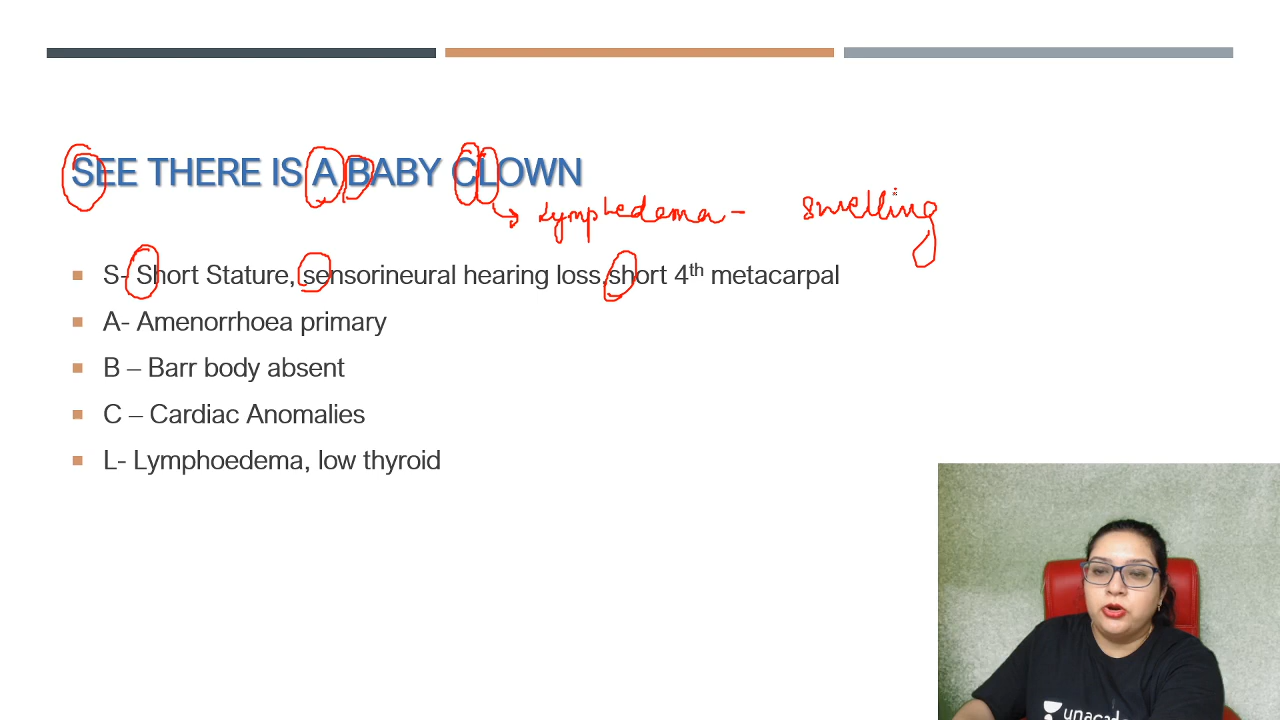 SEE THERE IS A BABY CLOWN
Lymphedema - swelling
S- Short Stature, sensorineural hearing loss, short 4th metacarpal
A- Amenorrhoea primary
B – Barr body absent
C – Cardiac Anomalies
L- Lymphoedema, low thyroid